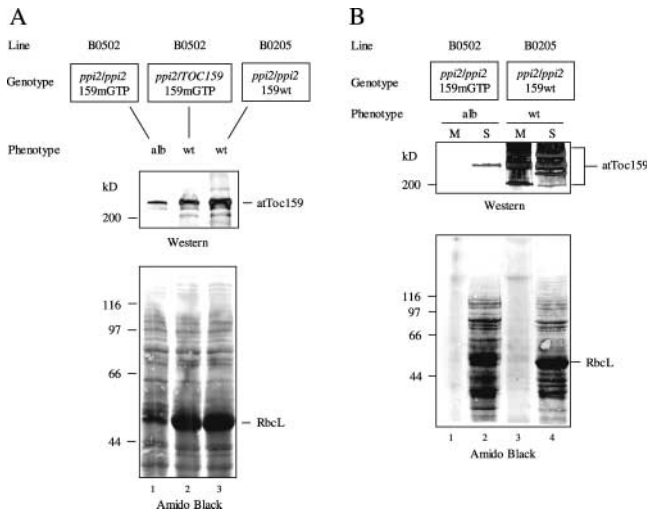 A
Line B0502 B0502 B0205
Genotype ppi2/ppi2 159mGTP ppi2/TOC159 159mGTP ppi2/ppi2 159wt
Phenotype alb wt wt
kD
200
atToc159
Western
116
97
66
44
RbcL
1 2 3
Amido Black
B
Line B0502 B0205
Genotype ppi2/ppi2 159mGTP ppi2/ppi2 159wt
Phenotype alb wt
M S M S
kD
200
atToc159
Western
116
97
66
44
RbcL
1 2 3 4
Amido Black